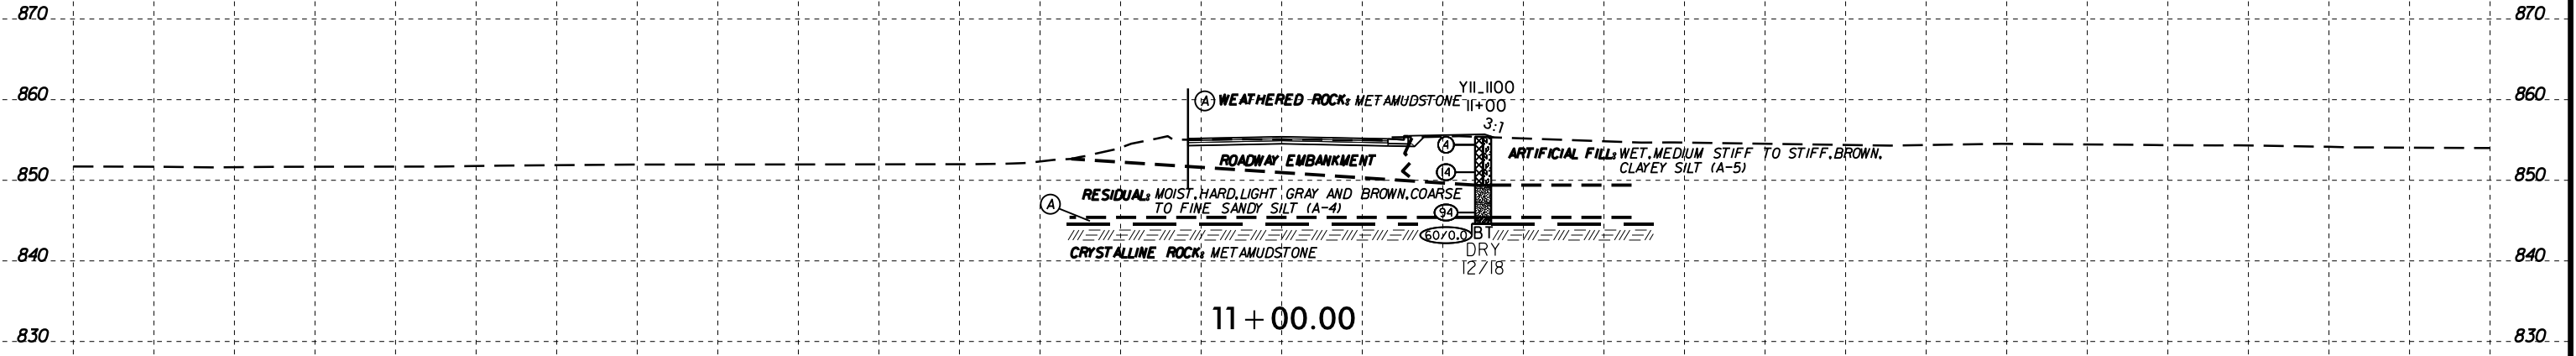 870 870
860 860
YII_1100
11+00
Ⓐ WEATHERED ROCK: METAMUDSTONE
3:1
4
ROADWAY EMBANKMENT
ARTIFICIAL FILL: WET, MEDIUM STIFF TO STIFF, BROWN,
CLAYEY SILT (A-5)
14
850 850
RESIDUAL: MOIST, HARD, LIGHT GRAY AND BROWN, COARSE
TO FINE SANDY SILT (A-4)
A
94
60/0.0 BT
DRY
12/18
CRYSTALLINE ROCK: METAMUDSTONE
840 840
11+00.00
830 830